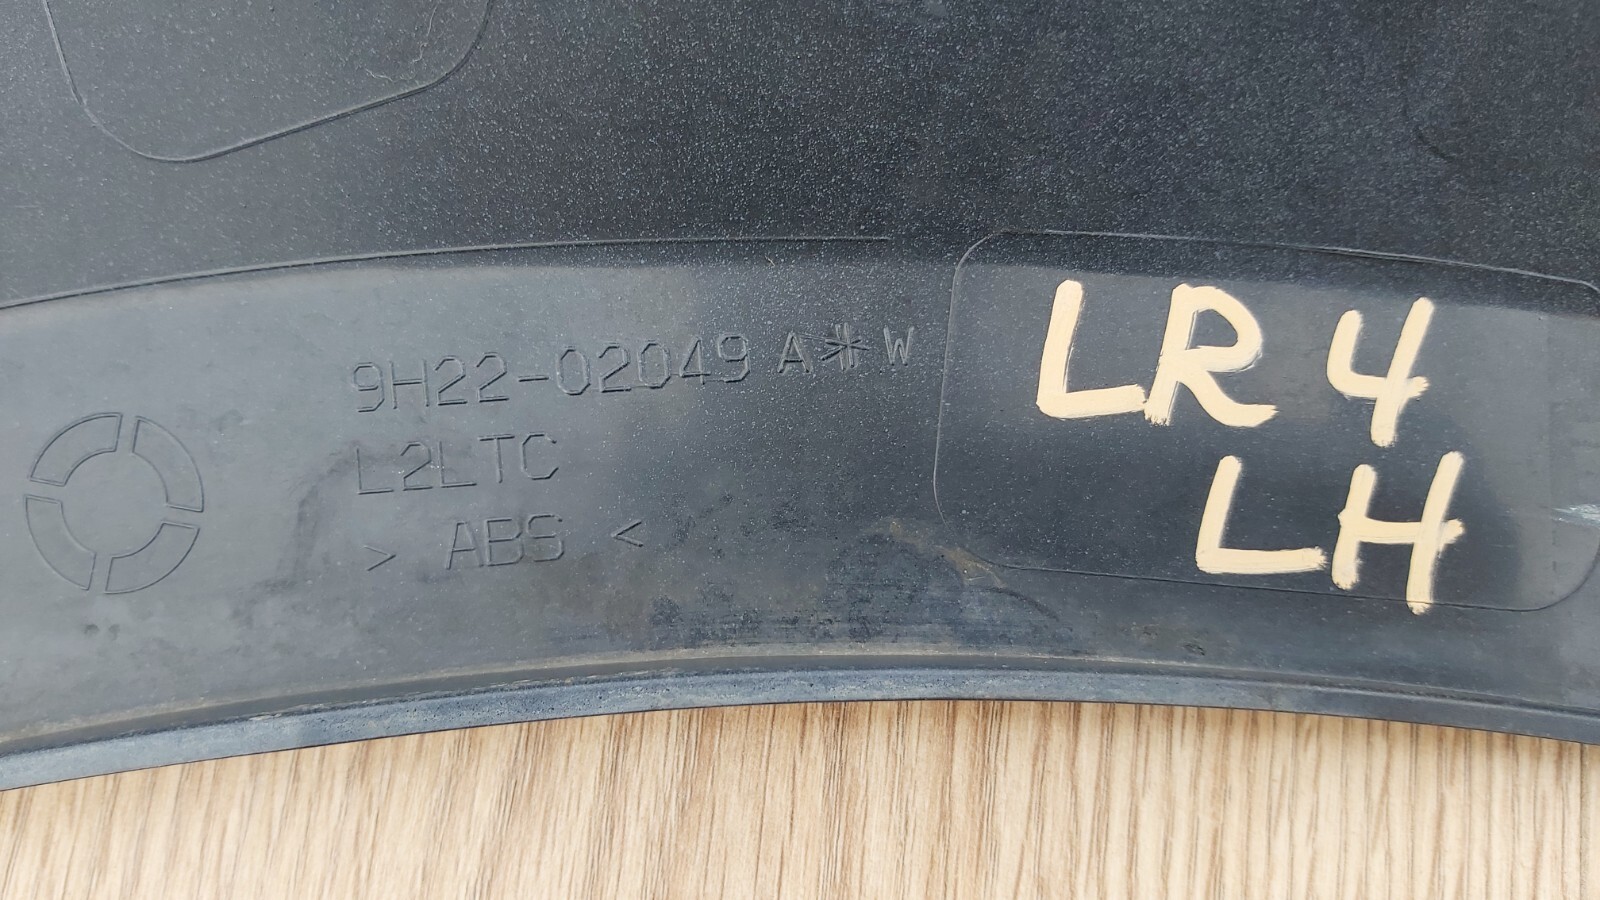 9H22-02049 A*W
L2LTC
> ABS <
LR4
LH